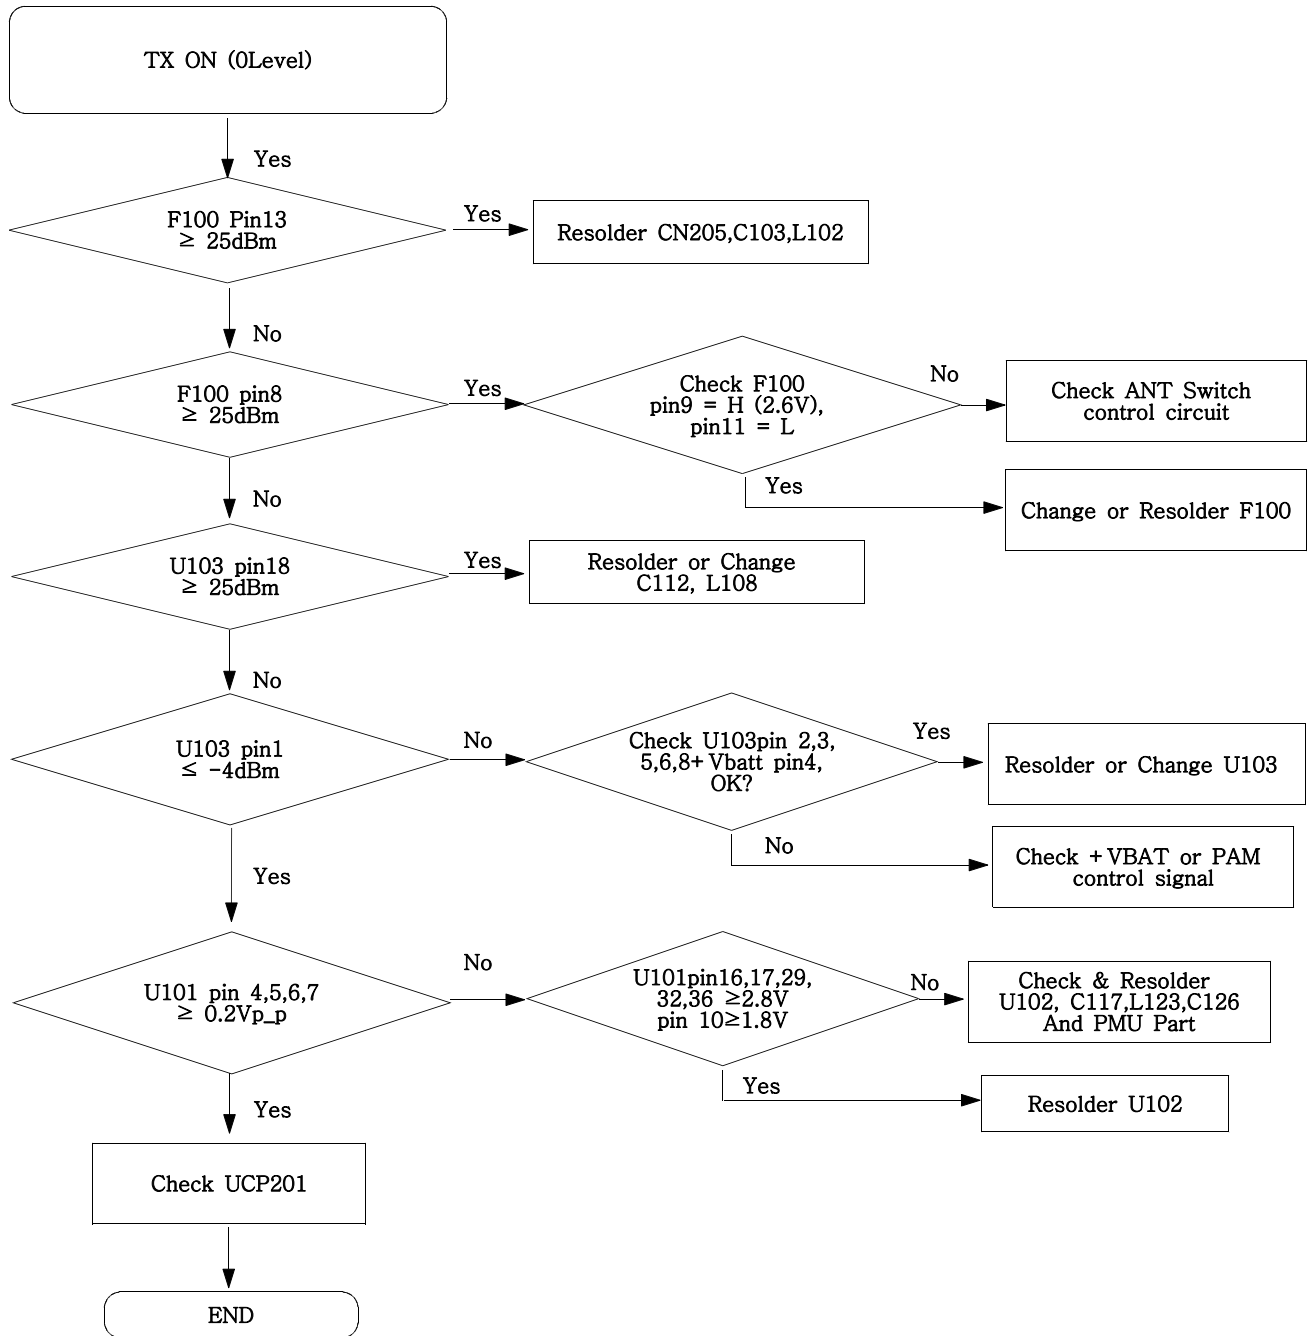 TX ON (0Level)
Yes
F100 Pin13
≥ 25dBm
Yes
Resolder CN205,C103,L102
No
F100 pin8
≥ 25dBm
Yes
Check F100
pin9 = H (2.6V),
pin11 = L
No
Check ANT Switch
control circuit
Yes
Change or Resolder F100
No
U103 pin18
≥ 25dBm
Yes
Resolder or Change
C112, L108
No
U103 pin1
≤ -4dBm
No
Check U103pin 2,3,
5,6,8+Vbatt pin4,
OK?
Yes
Resolder or Change U103
No
Check +VBAT or PAM
control signal
Yes
U101 pin 4,5,6,7
≥ 0.2Vp_p
No
U101pin16,17,29,
32,36 ≥2.8V
pin 10≥1.8V
No
Check & Resolder
U102, C117,L123,C126
And PMU Part
Yes
Resolder U102
Yes
Check UCP201
END